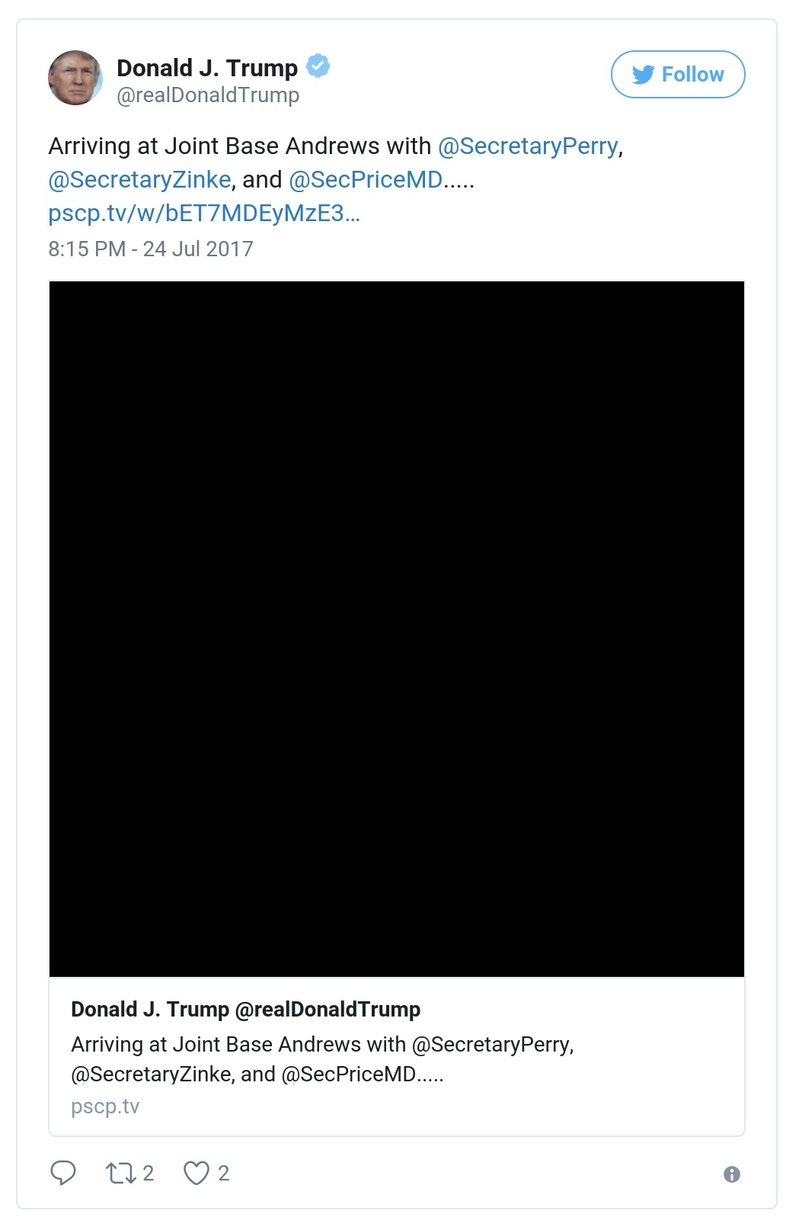 Donald J. Trump
@realDonaldTrump
Follow
Arriving at Joint Base Andrews with @SecretaryPerry,
@SecretaryZinke, and @SecPriceMD.....
pscp.tv/w/bET7MDEyMzE3…
8:15 PM - 24 Jul 2017
Donald J. Trump @realDonaldTrump
Arriving at Joint Base Andrews with @SecretaryPerry,
@SecretaryZinke, and @SecPriceMD.....
pscp.tv
2
2